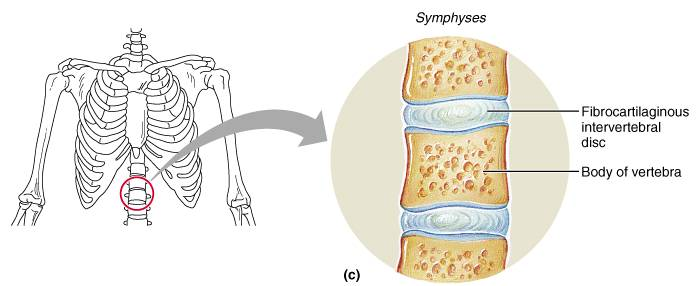 Symphyses
Fibrocartilaginous
intervertebral
disc
Body of vertebra
(c)